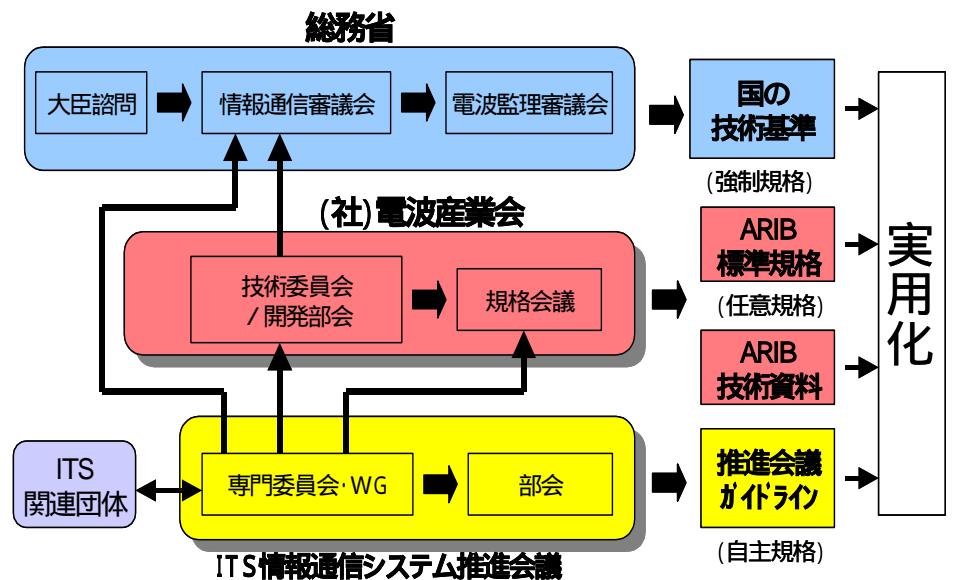 総務省
大臣諮問
情報通信審議会
電波監理審議会
国の
技術基準
(強制規格)
(社)電波産業会
技術委員会
/開発部会
規格会議
ARIB
標準規格
(任意規格)
ARIB
技術資料
実用化
ITS
関連団体
専門委員会・WG
部会
推進会議
ガイドライン
(自主規格)
ITS情報通信システム推進会議